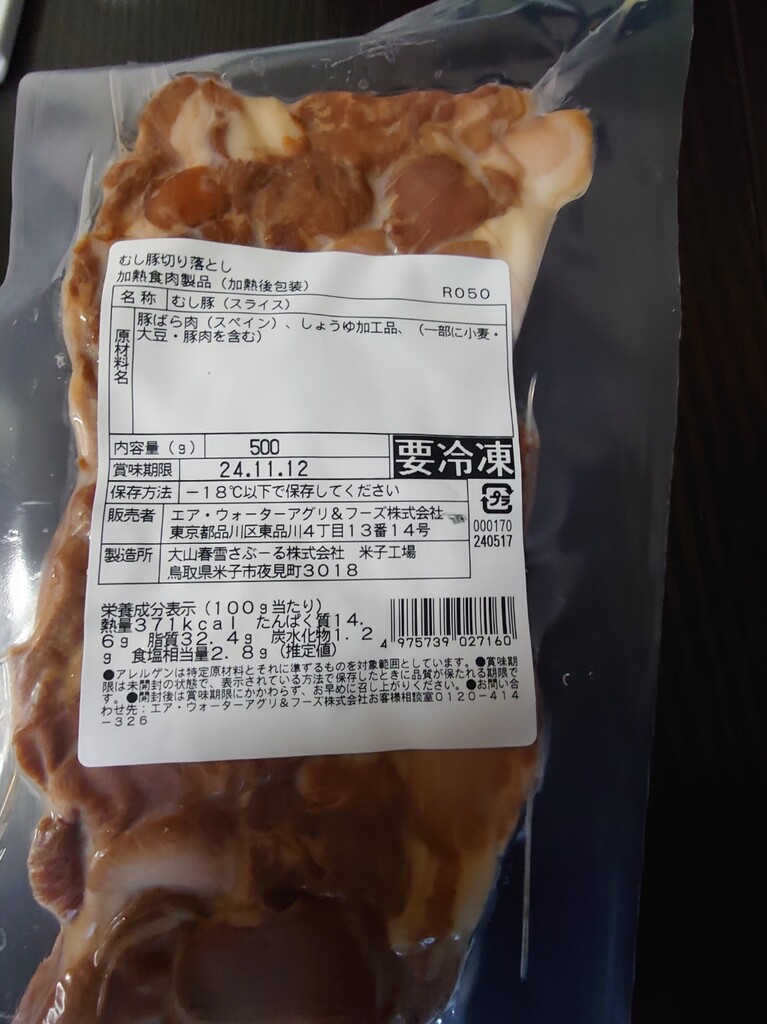 むし豚切り落とし
加熱食肉製品（加熱後包装）
R050
名称 むし豚（スライス）
原材料名 豚ばら肉（スペイン）、しょうゆ加工品、（一部に小麦・
大豆・豚肉を含む）
内容量（g） 500
賞味期限 24.11.12
要冷凍
保存方法 －18℃以下で保存してください
プラ
販売者 エア・ウォーターアグリ＆フーズ株式会社
東京都品川区東品川4丁目13番14号
000170
240517
製造所 大山春雪さぶーる株式会社 米子工場
鳥取県米子市夜見町3018
栄養成分表示（100g当たり）
熱量371kcal たんぱく質14.
6g 脂質32.4g 炭水化物1.2
g 食塩相当量2.8g（推定値）
4 975739 027160
●アレルゲンは特定原材料とそれに準ずるものを対象範囲としています。●賞味期
限は未開封の状態で、表示されている方法で保存したときに品質が保たれる期限で
す。●開封後は賞味期限にかかわらず、お早めに召し上がりください。●お問い合
わせ先：エア・ウォーターアグリ＆フーズ株式会社お客様相談室0120-414
-326